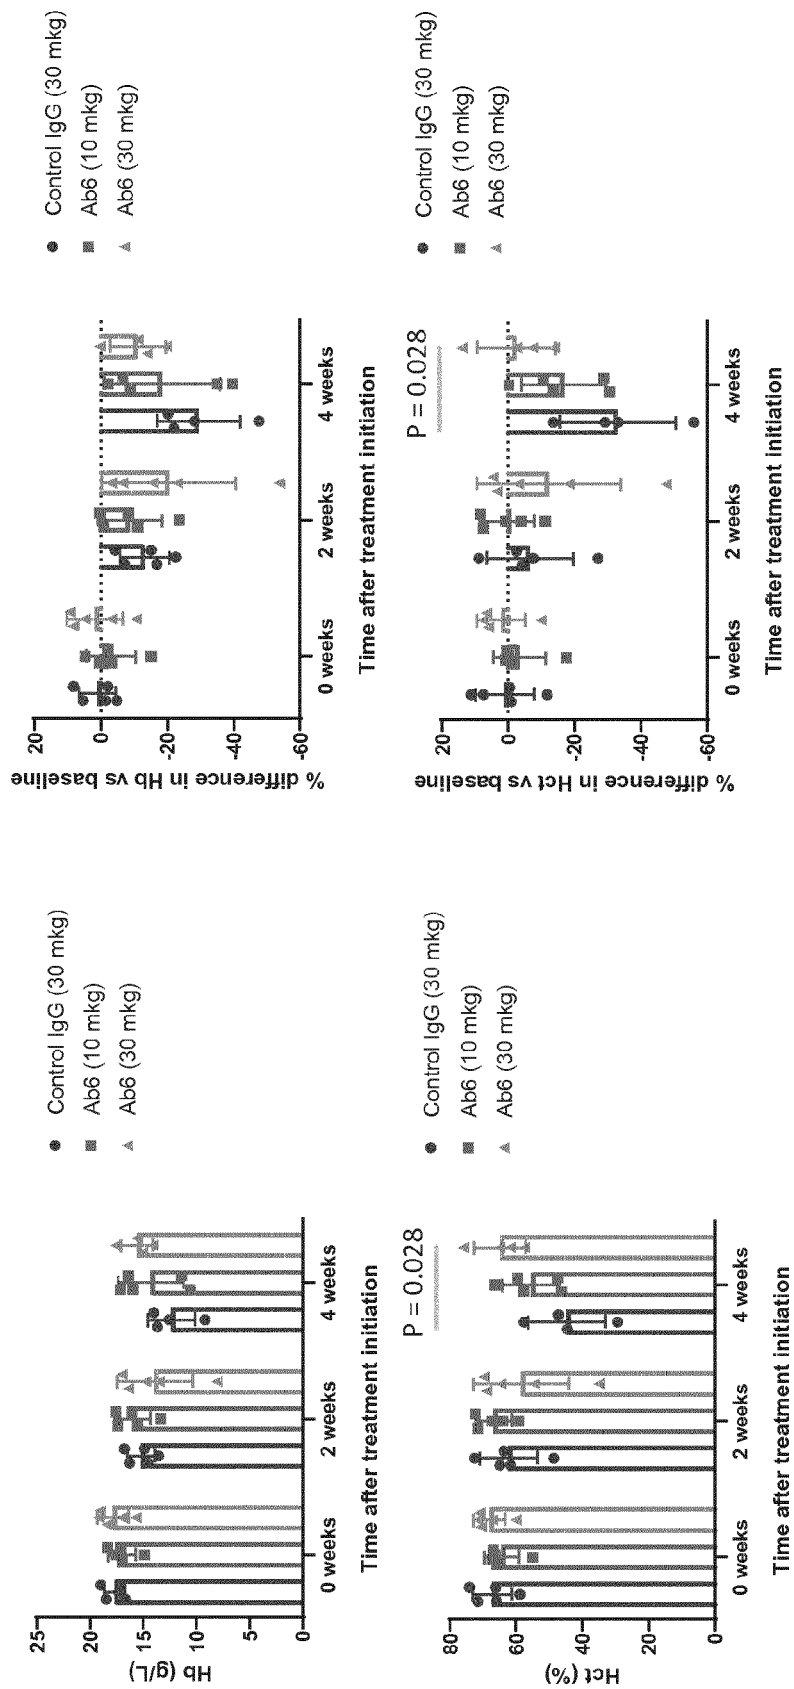 Hb (g/L)
25
20
15
10
5
0
0 weeks
2 weeks
4 weeks
Time after treatment initiation
Control IgG (30 mkg)
Ab6 (10 mkg)
Ab6 (30 mkg)
% difference in Hb vs baseline
20
0
-20
-40
-60
0 weeks
2 weeks
4 weeks
Time after treatment initiation
Control IgG (30 mkg)
Ab6 (10 mkg)
Ab6 (30 mkg)
Hct (%)
80
60
40
20
0
0 weeks
2 weeks
4 weeks
Time after treatment initiation
P = 0.028
Control IgG (30 mkg)
Ab6 (10 mkg)
Ab6 (30 mkg)
% difference in Hct vs baseline
20
0
-20
-40
-60
0 weeks
2 weeks
4 weeks
Time after treatment initiation
P = 0.028
Control IgG (30 mkg)
Ab6 (10 mkg)
Ab6 (30 mkg)